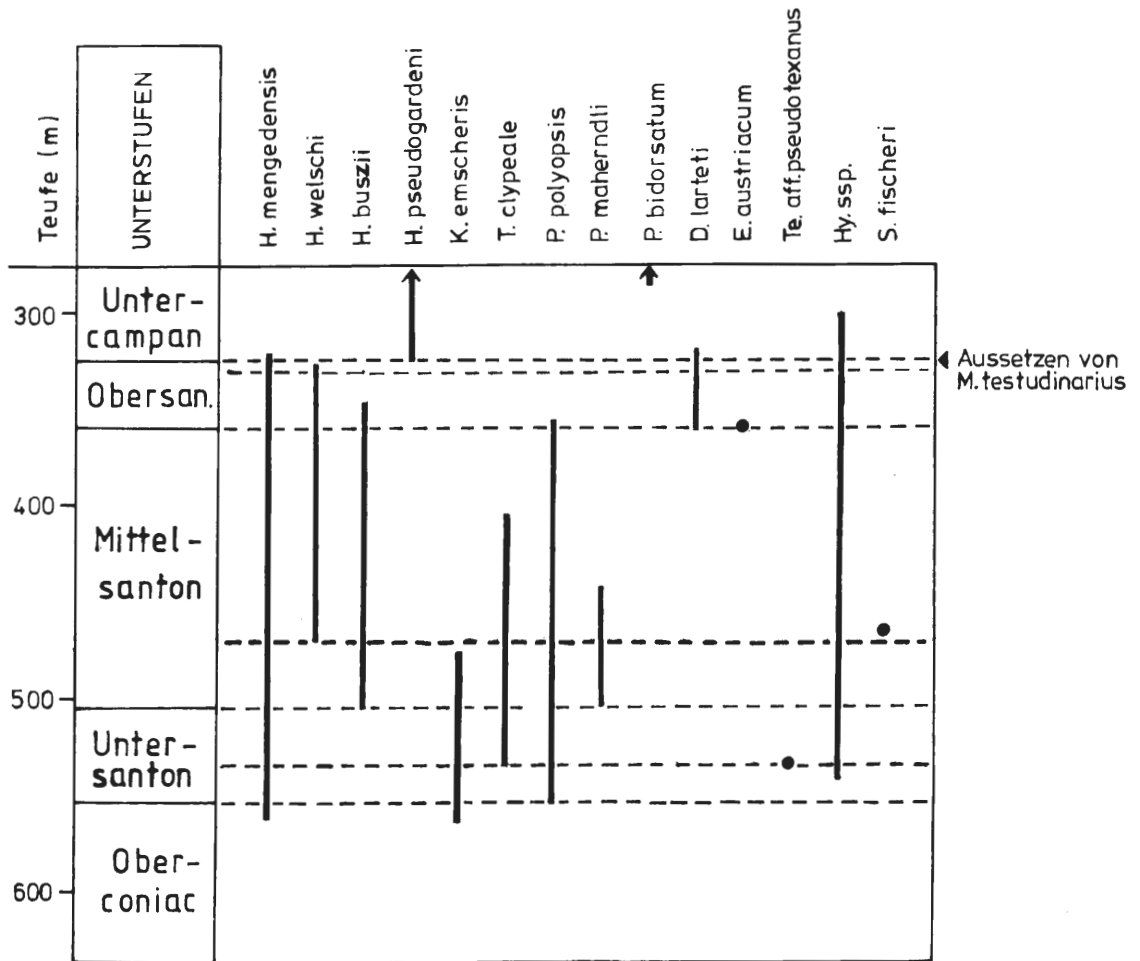 Teufe (m)
UNTERSTUFEN
H. mengedensis
H. welschi
H. buszii
H. pseudogardeni
K. emscheris
T. clypeale
P. polyopsis
P. maherndli
P. bidorsatum
D. larteti
E. austriacum
Te. aff. pseudotexanus
Hy. ssp.
S. fischeri
300
Unter-
campan
Aussetzen von
M. testudinarius
Obersan.
400
Mittel-
santon
500
Unter-
santon
Ober-
coniac
600